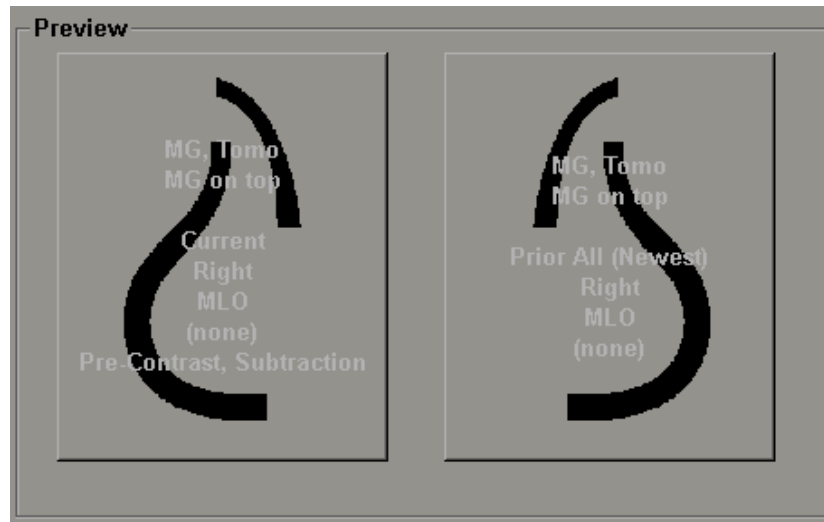 Preview
MG, Tomo
MG on top
Current
Right
MLO
(none)
Pre-Contrast, Subtraction
MG, Tomo
MG on top
Prior All (Newest)
Right
MLO
(none)